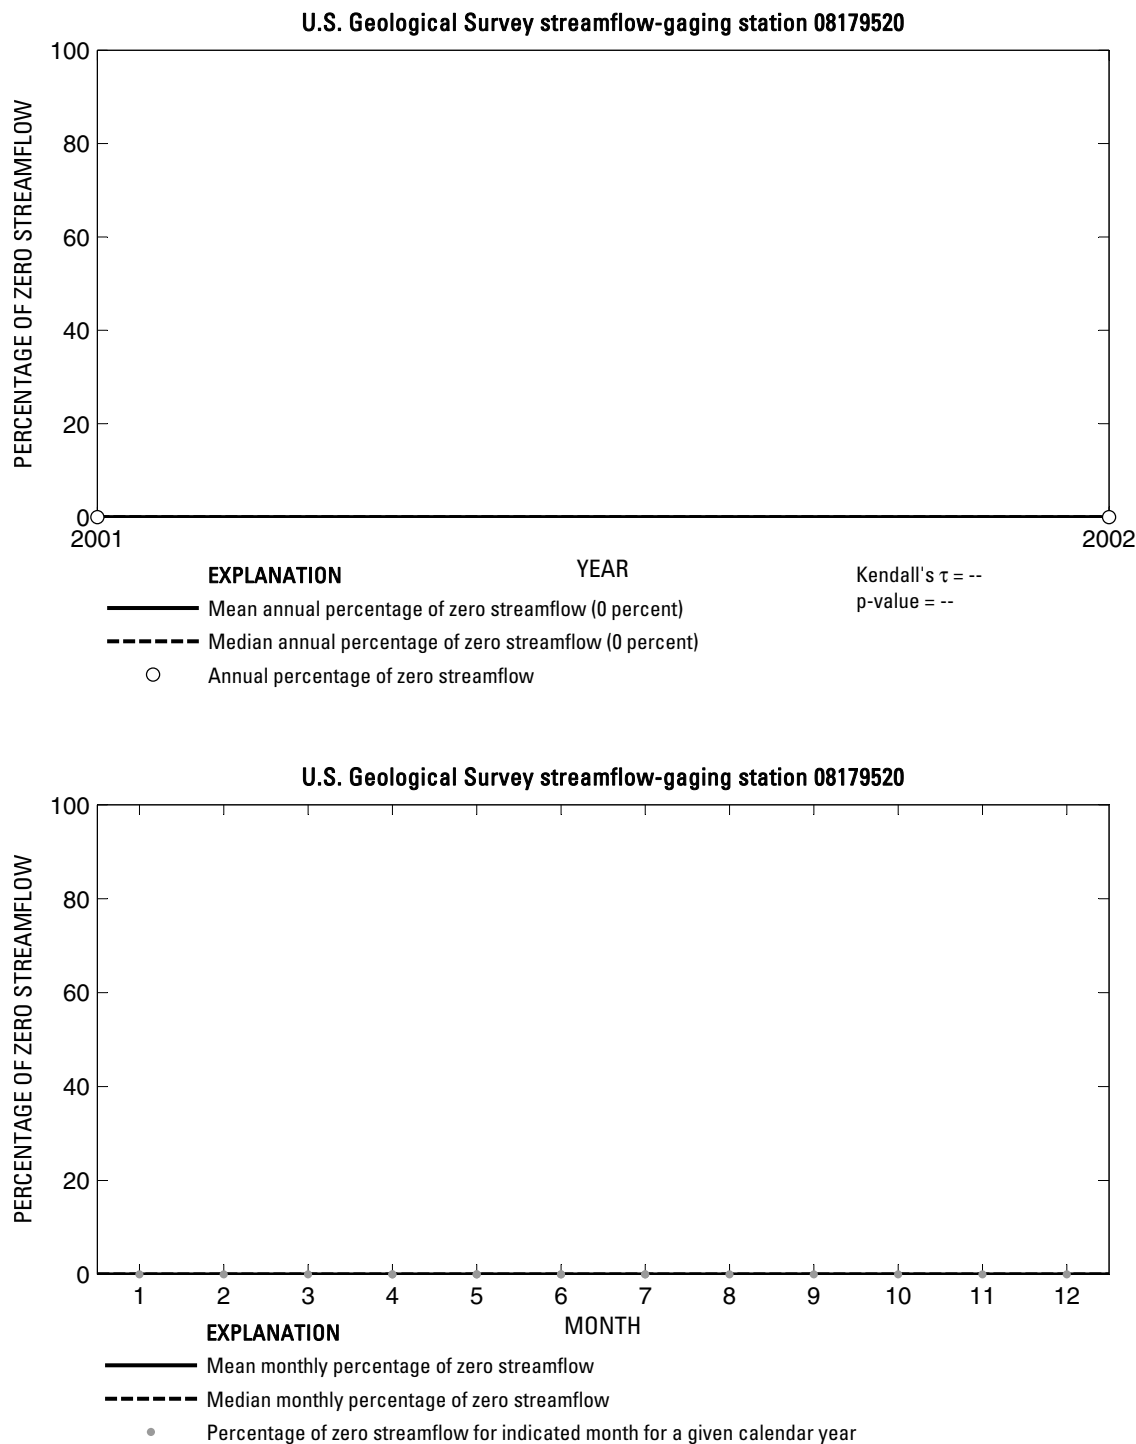 U.S. Geological Survey streamflow-gaging station 08179520
PERCENTAGE OF ZERO STREAMFLOW
100
80
60
40
20
0
2001
2002
YEAR
EXPLANATION
Mean annual percentage of zero streamflow (0 percent)
Median annual percentage of zero streamflow (0 percent)
Annual percentage of zero streamflow
Kendall's τ = --
p-value = --
U.S. Geological Survey streamflow-gaging station 08179520
PERCENTAGE OF ZERO STREAMFLOW
100
80
60
40
20
0
1 2 3 4 5 6 7 8 9 10 11 12
MONTH
EXPLANATION
Mean monthly percentage of zero streamflow
Median monthly percentage of zero streamflow
Percentage of zero streamflow for indicated month for a given calendar year